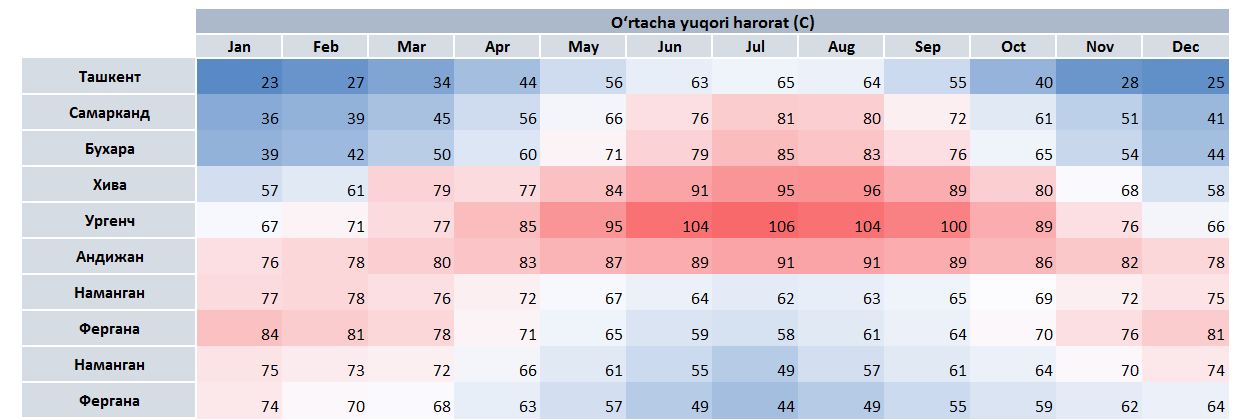 O‘rtacha yuqori harorat (C)
Jan Feb Mar Apr May Jun Jul Aug Sep Oct Nov Dec
Ташкент 23 27 34 44 56 63 65 64 55 40 28 25
Самарканд 36 39 45 56 66 76 81 80 72 61 51 41
Бухара 39 42 50 60 71 79 85 83 76 65 54 44
Хива 57 61 79 77 84 91 95 96 89 80 68 58
Ургенч 67 71 77 85 95 104 106 104 100 89 76 66
Андижан 76 78 80 83 87 89 91 91 89 86 82 78
Наманган 77 78 76 72 67 64 62 63 65 69 72 75
Фергана 84 81 78 71 65 59 58 61 64 70 76 81
Наманган 75 73 72 66 61 55 49 57 61 64 70 74
Фергана 74 70 68 63 57 49 44 49 55 59 62 64